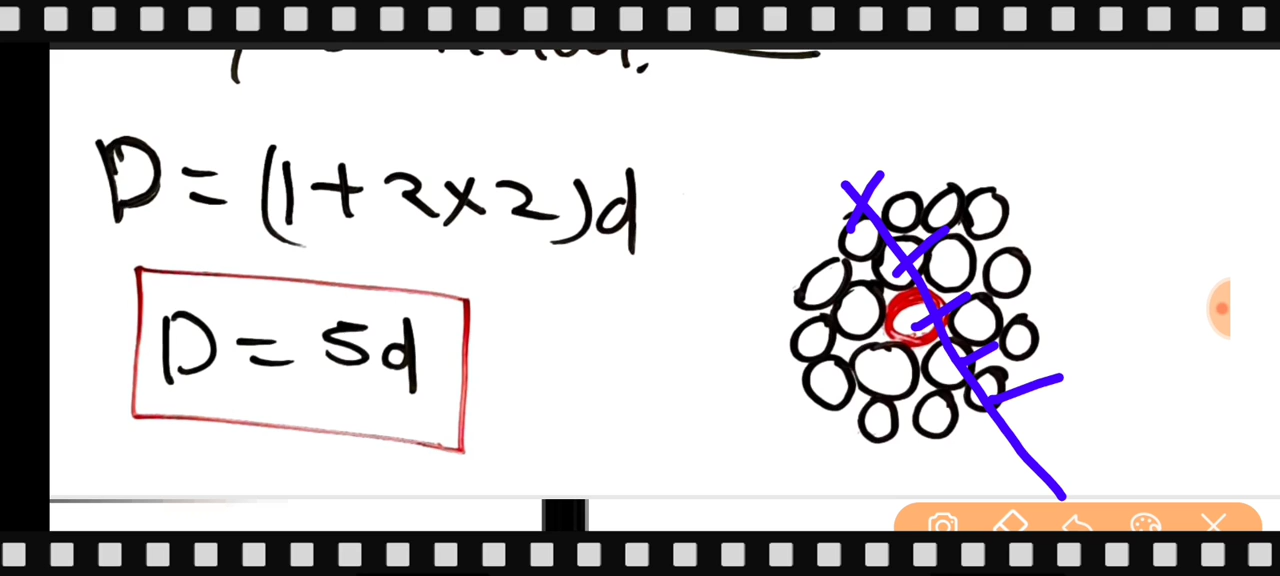 D = (1 + 2 × 2)d
D = 5d